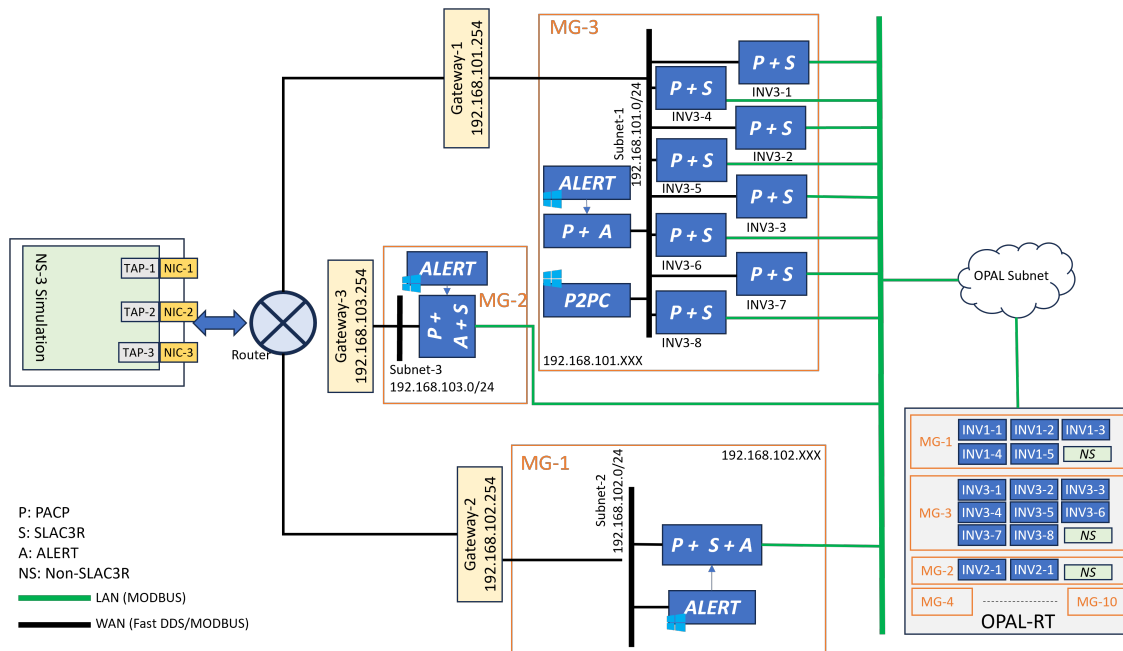 NS-3 Simulation
TAP-1
NIC-1
TAP-2
NIC-2
TAP-3
NIC-3
Router
Gateway-1
192.168.101.254
Gateway-3
192.168.103.254
Gateway-2
192.168.102.254
MG-3
Subnet-1
192.168.101.0/24
P + S
INV3-1
P + S
INV3-4
P + S
INV3-2
P + S
INV3-5
P + S
INV3-3
P + S
INV3-6
P + S
INV3-7
P + S
INV3-8
ALERT
P + A
P2PC
192.168.101.XXX
ALERT
MG-2
P +
A + S
Subnet-3
192.168.103.0/24
MG-1
192.168.102.XXX
Subnet-2
192.168.102.0/24
P + S + A
ALERT
OPAL Subnet
MG-1
INV1-1
INV1-2
INV1-3
INV1-4
INV1-5
NS
MG-3
INV3-1
INV3-2
INV3-3
INV3-4
INV3-5
INV3-6
INV3-7
INV3-8
NS
MG-2
INV2-1
INV2-1
NS
MG-4
MG-10
OPAL-RT
P: PACP
S: SLAC3R
A: ALERT
NS: Non-SLAC3R
LAN (MODBUS)
WAN (Fast DDS/MODBUS)